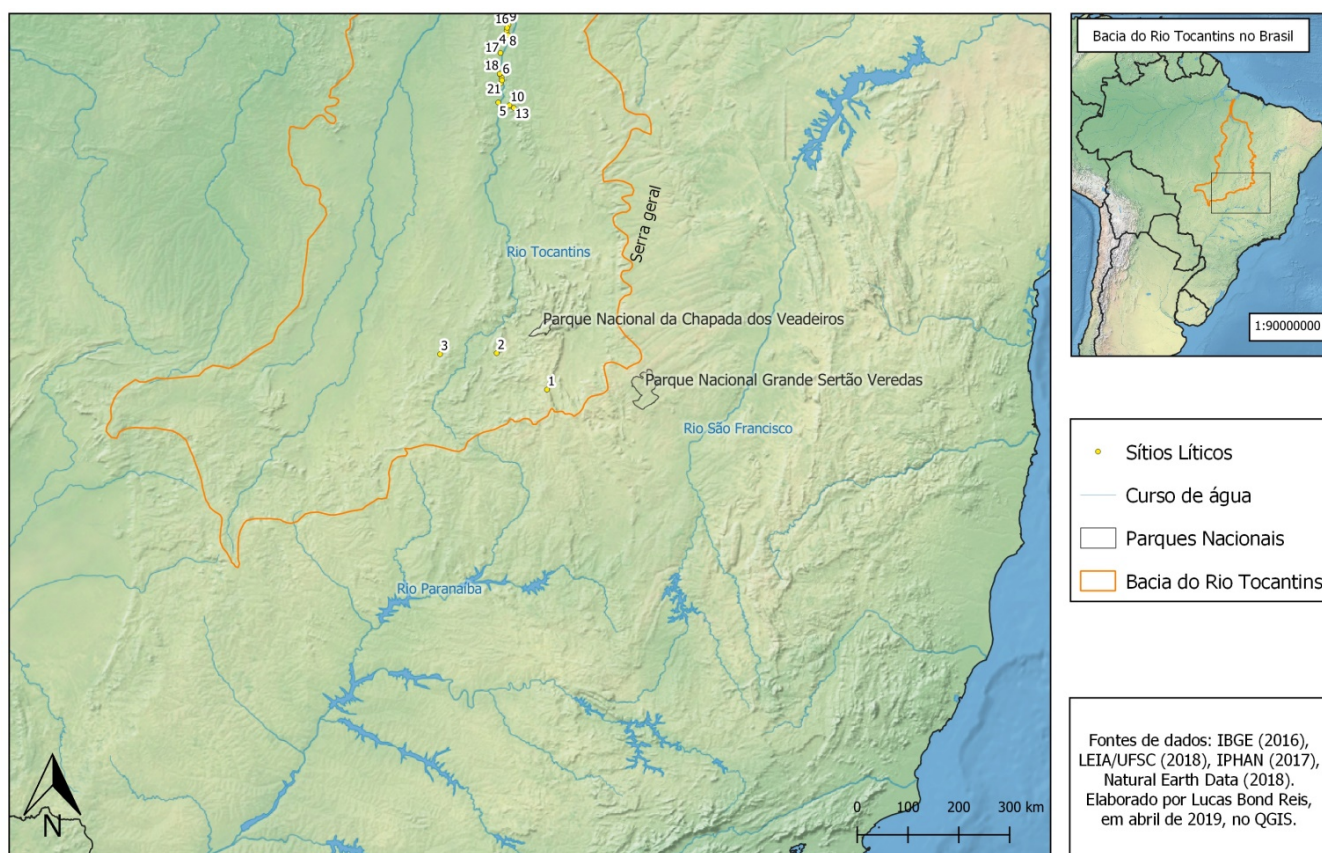 16 9
4
8
17
18
6
21
10
5
13
Rio Tocantins
Serra geral
Parque Nacional da Chapada dos Veadeiros
3
2
1
Parque Nacional Grande Sertão Veredas
Rio São Francisco
Rio Paranaíba
N
0 100 200 300 km
Bacia do Rio Tocantins no Brasil
1:90000000
Sítios Líticos
Curso de água
Parques Nacionais
Bacia do Rio Tocantins
Fontes de dados: IBGE (2016),
LEIA/UFSC (2018), IPHAN (2017),
Natural Earth Data (2018).
Elaborado por Lucas Bond Reis,
em abril de 2019, no QGIS.